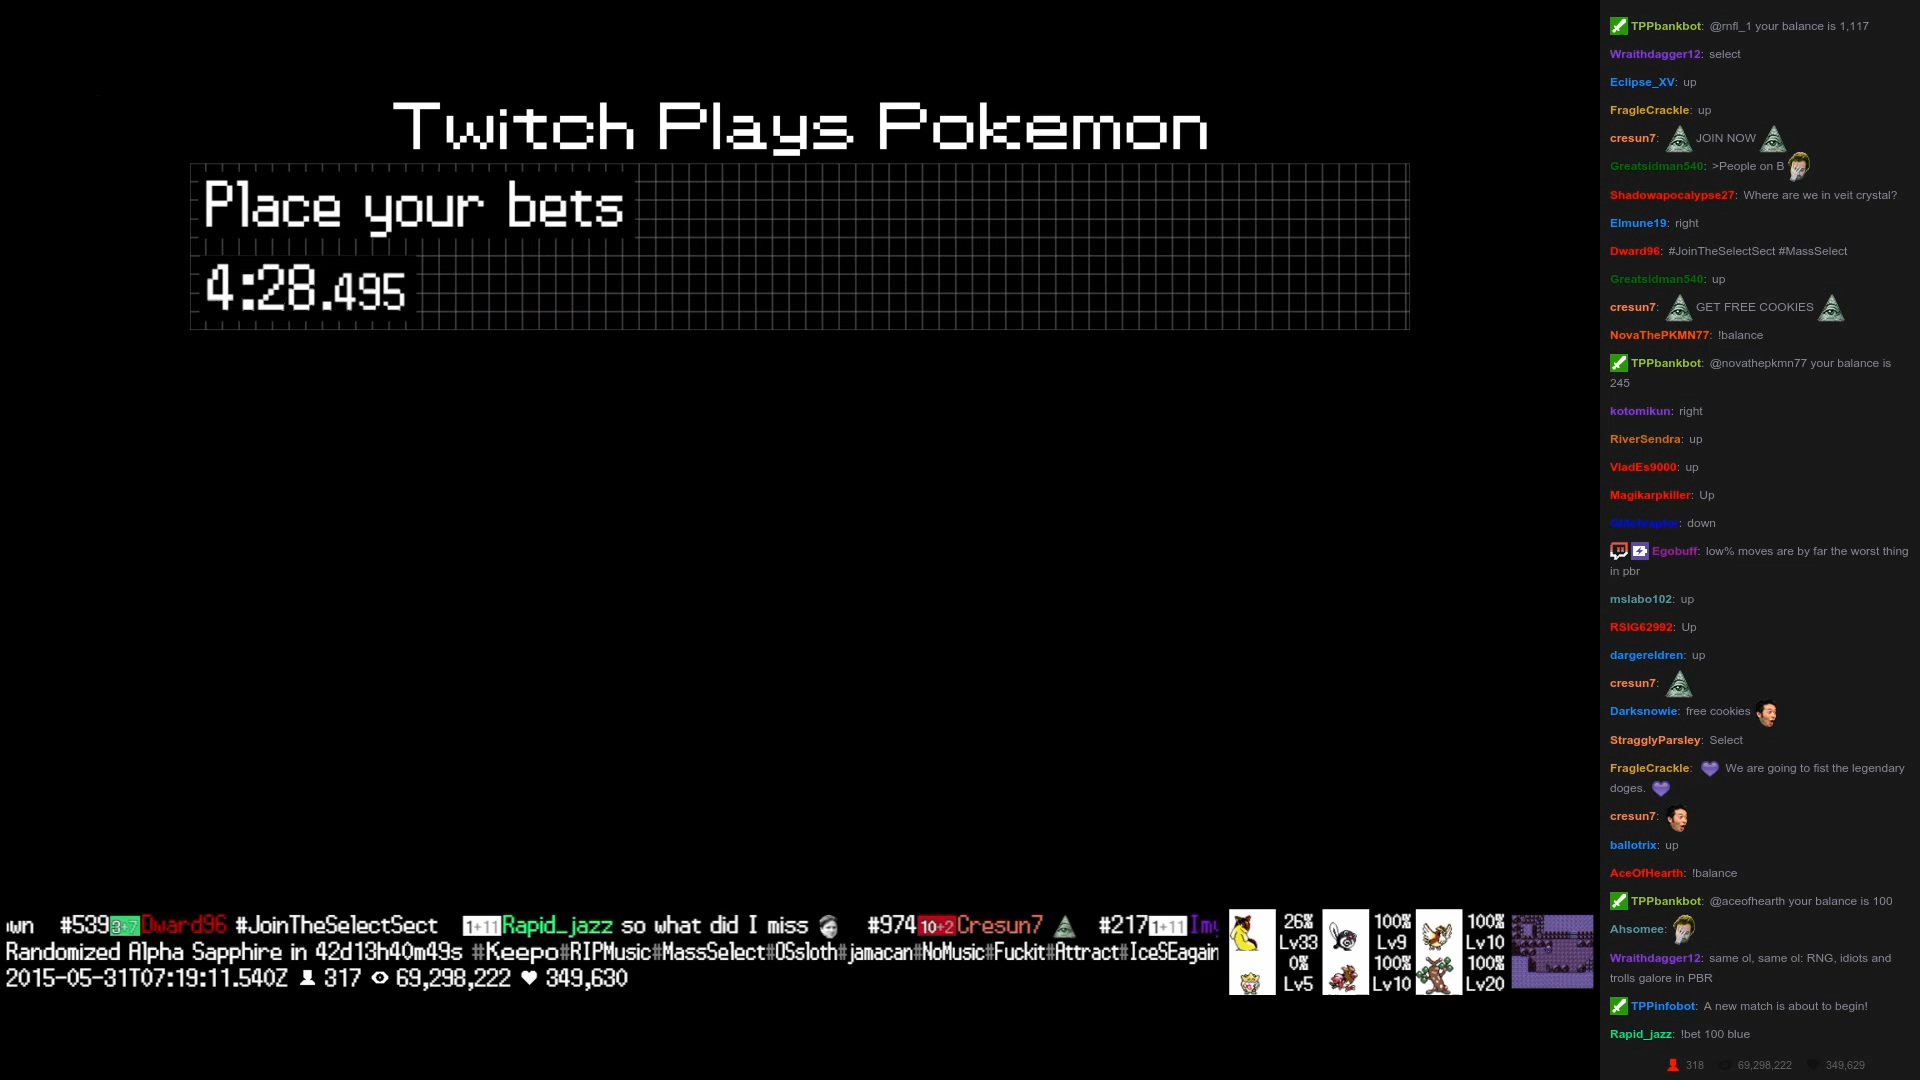 Twitch Plays Pokemon
Place your bets
4:28.495
wn #539 3+7 Dward96 #JoinTheSelectSect 1+11 Rapid_jazz so what did I miss #974 10+2 Cresun7 #217 1+11 Im
Randomized Alpha Sapphire in 42d13h40m49s #Keepo#RIPMusic#MassSelect#OSsloth#jamacan#NoMusic#Fuckit#Attract#IceSEagain
2015-05-31T07:19:11.540Z 317 69,298,222 349,630
26% 100% 100%
Lv33 Lv9 Lv10
0% 100% 100%
Lv5 Lv10 Lv20
TPPbankbot: @rnfl_1 your balance is 1,117
Wraithdagger12: select
Eclipse_XV: up
FragleCrackle: up
cresun7: JOIN NOW
Greatsidman540: >People on B
Shadowapocalypse27: Where are we in veit crystal?
Elmune19: right
Dward96: #JoinTheSelectSect #MassSelect
Greatsidman540: up
cresun7: GET FREE COOKIES
NovaThePKMN77: !balance
TPPbankbot: @novathepkmn77 your balance is
245
kotomikun: right
RiverSendra: up
VladEs9000: up
Magikarpkiller: Up
: down
Egobuff: low% moves are by far the worst thing
in pbr
mslabo102: up
RSIG62992: Up
dargereldren: up
cresun7:
Darksnowie: free cookies
StragglyParsley: Select
FragleCrackle: We are going to fist the legendary
doges.
cresun7:
ballotrix: up
AceOfHearth: !balance
TPPbankbot: @aceofhearth your balance is 100
Ahsomee:
Wraithdagger12: same ol, same ol: RNG, idiots and
trolls galore in PBR
TPPinfobot: A new match is about to begin!
Rapid_jazz: !bet 100 blue
318 69,298,222 349,629